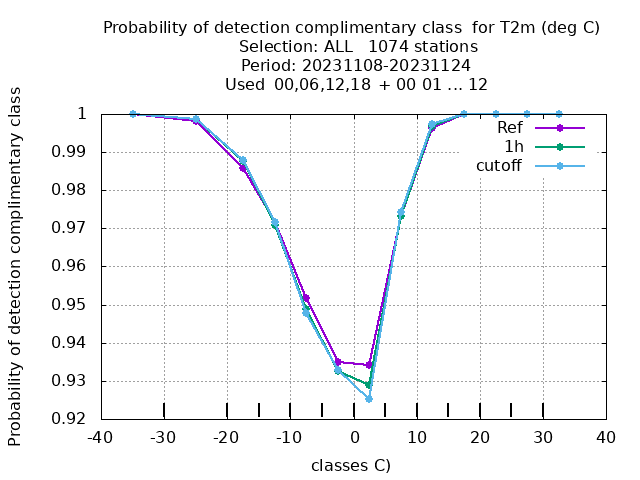 Probability of detection complimentary class  for T2m (deg C)
Selection: ALL   1074 stations
Period: 20231108-20231124
Used  00,06,12,18  + 00 01 ... 12
Probability of detection complimentary class
1
0.99
0.98
0.97
0.96
0.95
0.94
0.93
0.92
Ref
1h
cutoff
-40 -30 -20 -10 0 10 20 30 40
classes C)